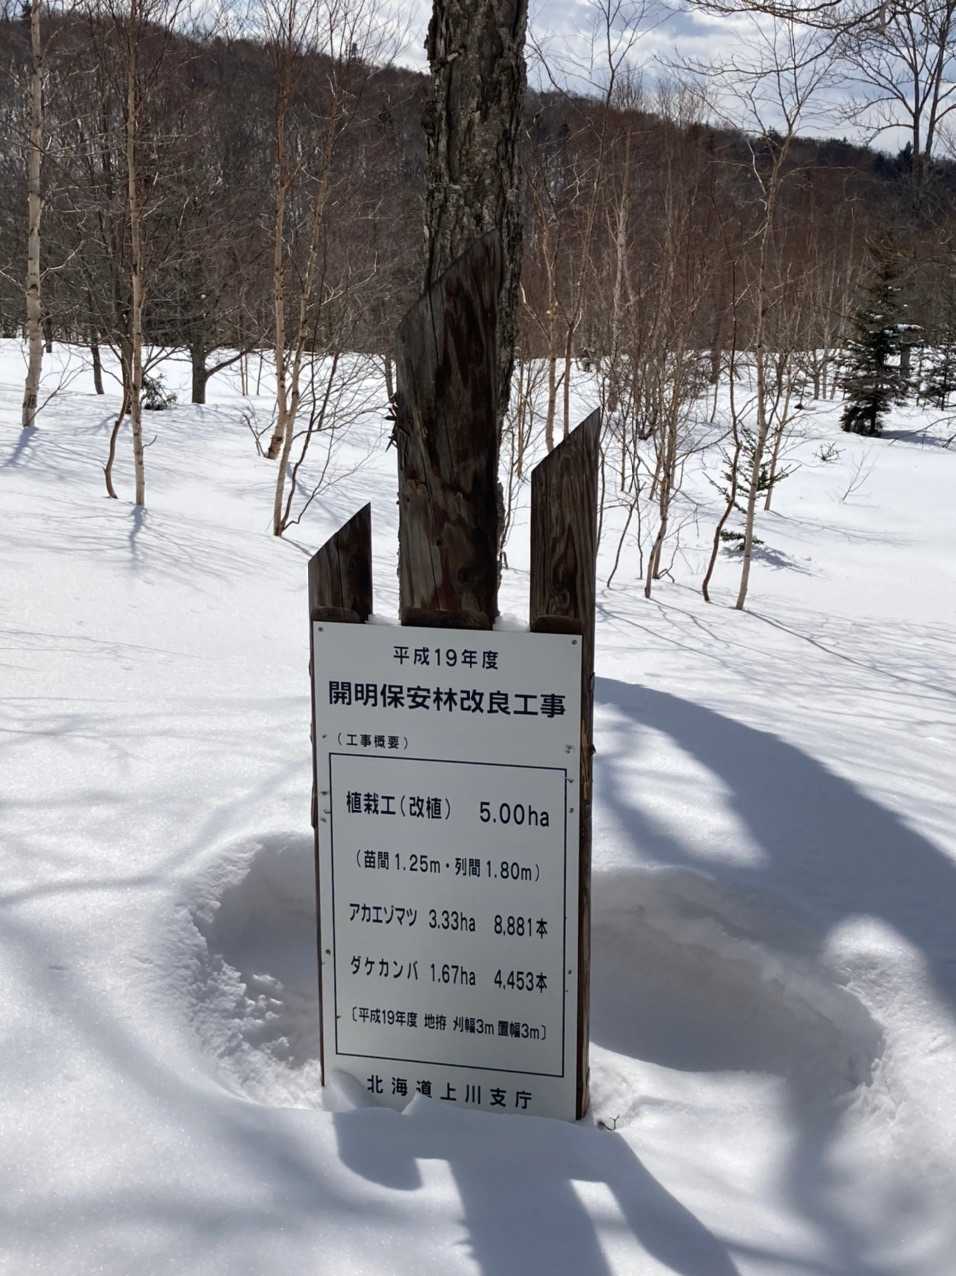 平成19年度
開明保安林改良工事
(工事概要)
植栽工(改植) 5.00ha
(苗間1.25m・列間1.80m)
アカエゾマツ 3.33ha 8,881本
ダケカンバ 1.67ha 4,453本
〔平成19年度 地拵 刈幅3m 置幅3m〕
北海道上川支庁